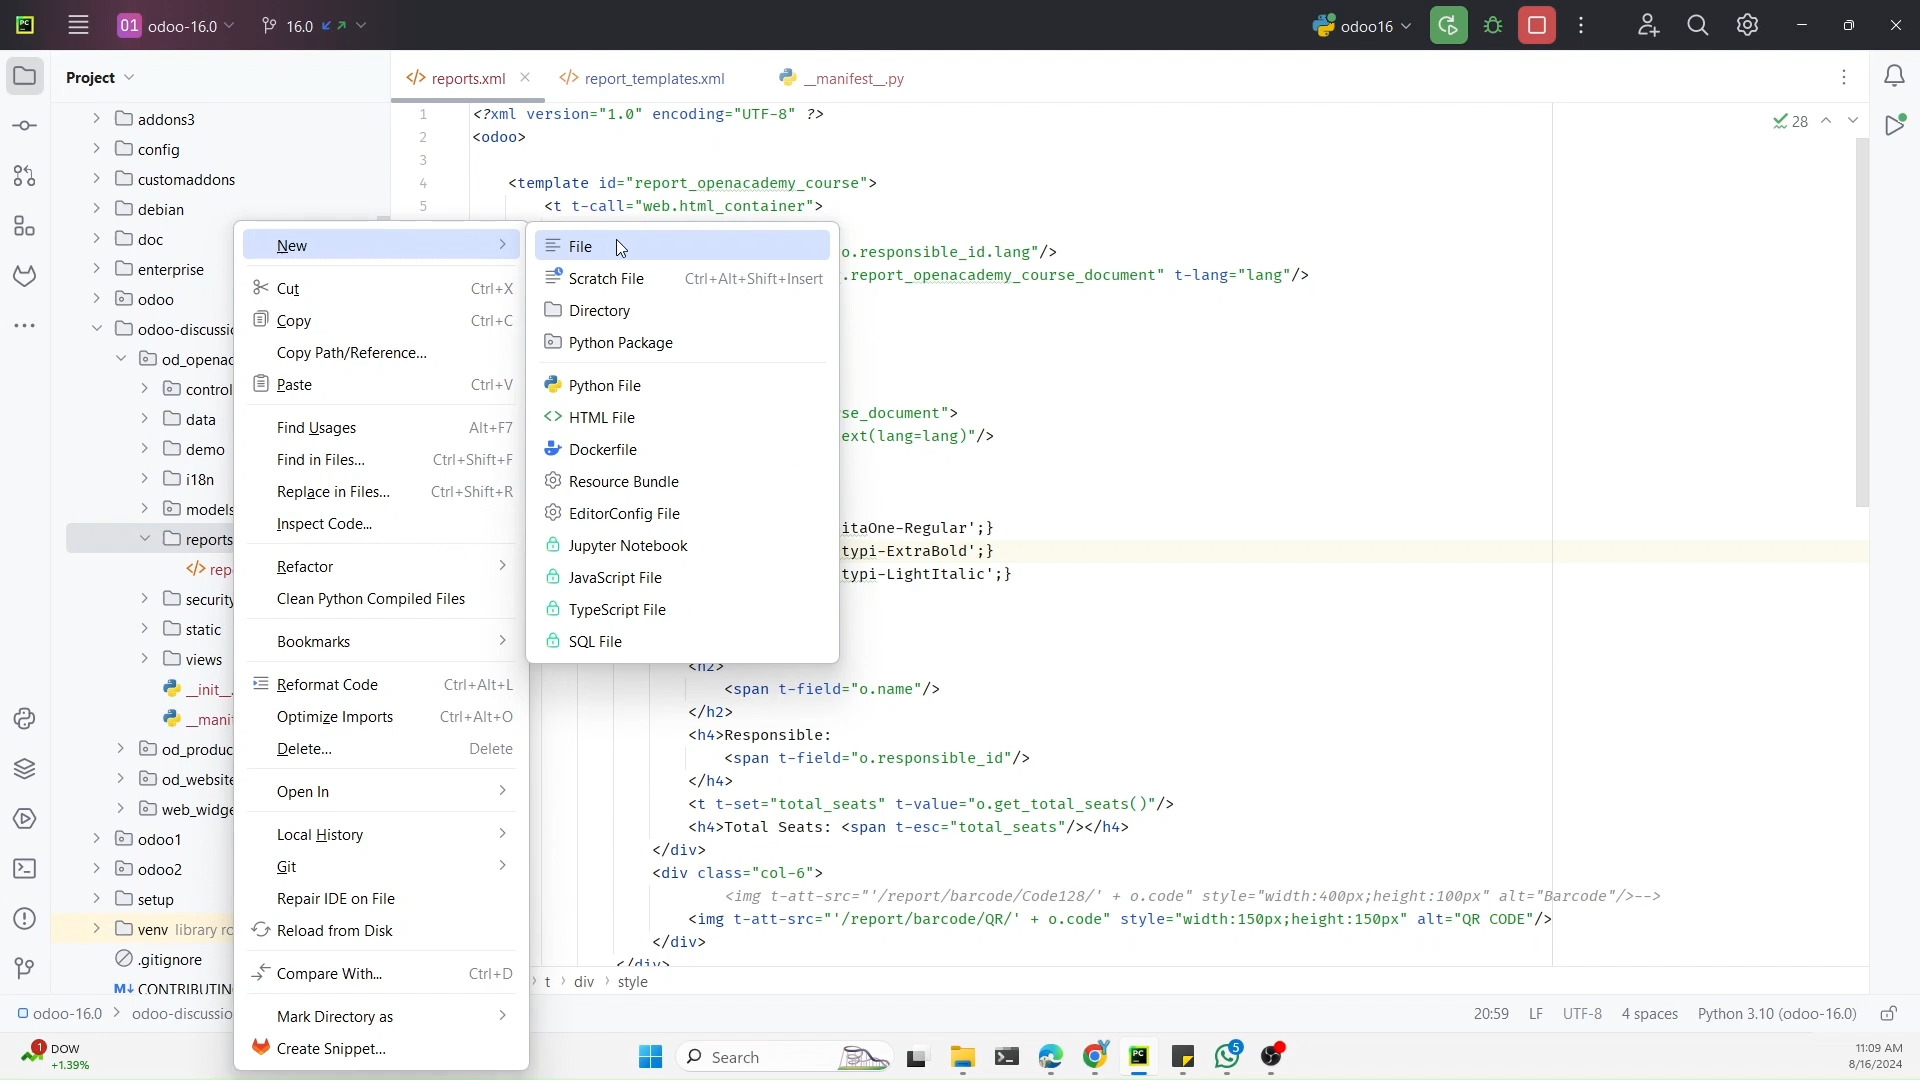 01 odoo-16.0
16.0
odoo16
Project
reports.xml
report_templates.xml
__manifest__.py
addons3
config
customaddons
debian
doc
enterprise
odoo
odoo-discussi
od_openac
control
data
demo
i18n
models
reports
rep
security
static
views
__init__.
__mani
od_produc
od_website
web_widge
odoo1
odoo2
setup
venv library ro
.gitignore
CONTRIBUTIN
New
Cut Ctrl+X
Copy Ctrl+C
Copy Path/Reference...
Paste Ctrl+V
Find Usages Alt+F7
Find in Files... Ctrl+Shift+F
Replace in Files... Ctrl+Shift+R
Inspect Code...
Refactor
Clean Python Compiled Files
Bookmarks
Reformat Code Ctrl+Alt+L
Optimize Imports Ctrl+Alt+O
Delete... Delete
Open In
Local History
Git
Repair IDE on File
Reload from Disk
Compare With... Ctrl+D
Mark Directory as
Create Snippet...
File
Scratch File Ctrl+Alt+Shift+Insert
Directory
Python Package
Python File
HTML File
Dockerfile
Resource Bundle
EditorConfig File
Jupyter Notebook
JavaScript File
TypeScript File
SQL File
28
1 <?xml version="1.0" encoding="UTF-8" ?>
2 <odoo>
3
4 <template id="report_openacademy_course">
5 <t t-call="web.html_container">
o.responsible_id.lang"/>
.report_openacademy_course_document" t-lang="lang"/>
se_document">
ext(lang=lang)"/>
itaOne-Regular';}
typi-ExtraBold';}
typi-LightItalic';}
<h2>
<span t-field="o.name"/>
</h2>
<h4>Responsible:
<span t-field="o.responsible_id"/>
</h4>
<t t-set="total_seats" t-value="o.get_total_seats()"/>
<h4>Total Seats: <span t-esc="total_seats"/></h4>
</div>
<div class="col-6">
<img t-att-src="'/report/barcode/Code128/' + o.code" style="width:400px;height:100px" alt="Barcode"/>-->
<img t-att-src="'/report/barcode/QR/' + o.code" style="width:150px;height:150px" alt="QR CODE"/>
</div>
</div>
t › div › style
odoo-16.0 › odoo-discussio
20:59 LF UTF-8 4 spaces Python 3.10 (odoo-16.0)
1
DOW
+1.39%
Search
5
11:09 AM
8/16/2024